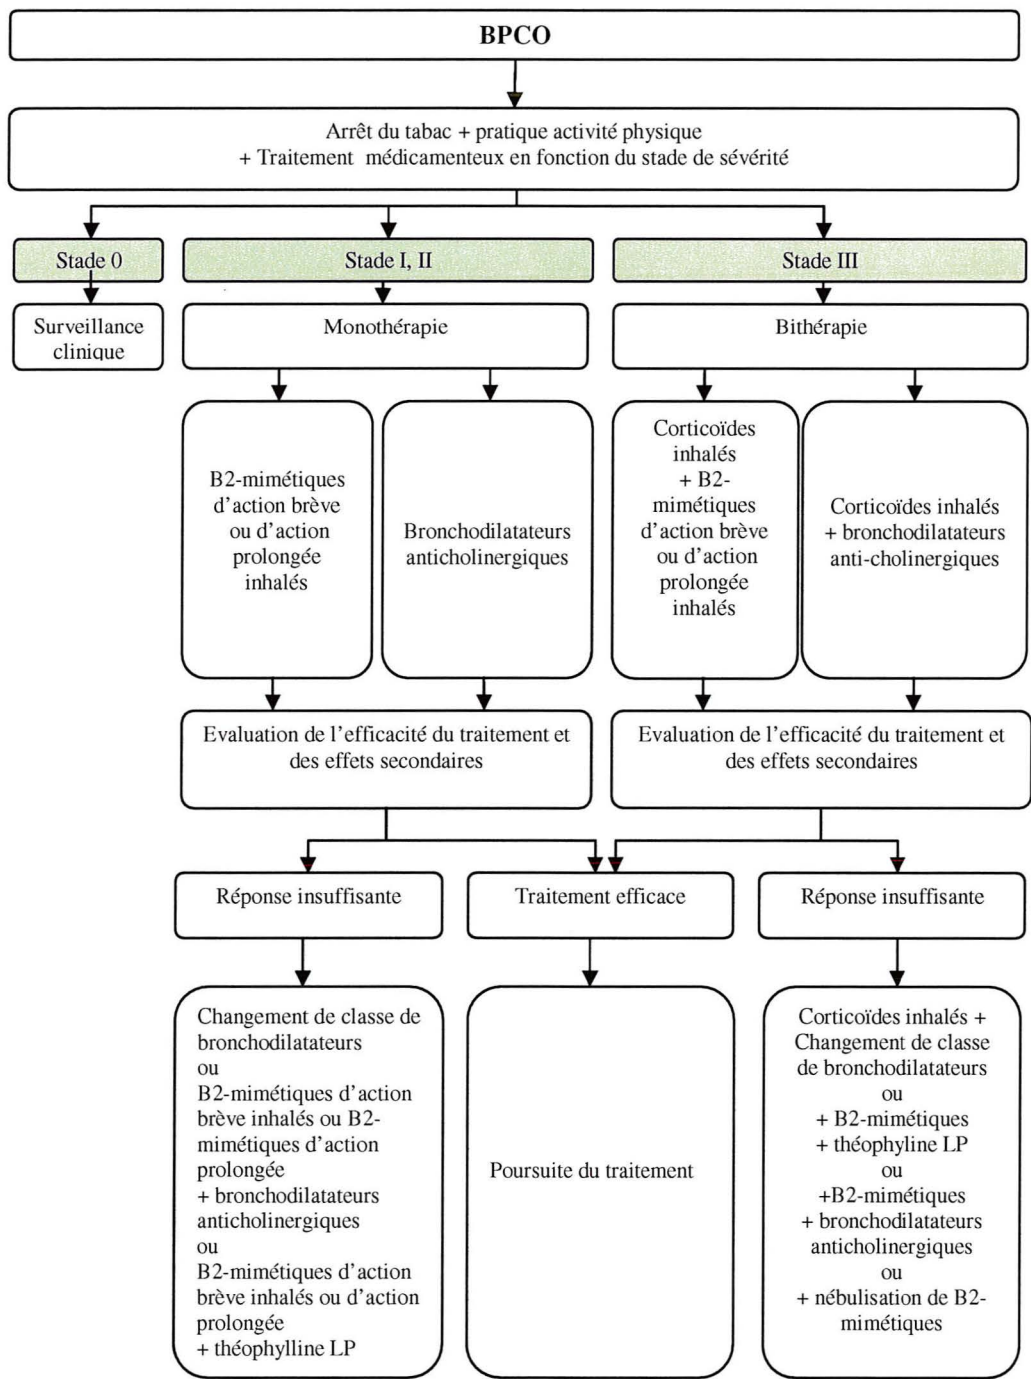 BPCO
Arrêt du tabac + pratique activité physique
+ Traitement médicamenteux en fonction du stade de sévérité
Stade 0
Stade I, II
Stade III
Surveillance
clinique
Monothérapie
Bithérapie
B2-mimétiques
d'action brève
ou d'action
prolongée
inhalés
Bronchodilatateurs
anticholinergiques
Corticoïdes
inhalés
+ B2-
mimétiques
d'action brève
ou d'action
prolongée
inhalés
Corticoïdes inhalés
+ bronchodilatateurs
anti-cholinergiques
Evaluation de l'efficacité du traitement et
des effets secondaires
Evaluation de l'efficacité du traitement et
des effets secondaires
Réponse insuffisante
Traitement efficace
Réponse insuffisante
Changement de classe de
bronchodilatateurs
ou
B2-mimétiques d'action
brève inhalés ou B2-
mimétiques d'action
prolongée
+ bronchodilatateurs
anticholinergiques
ou
B2-mimétiques d'action
brève inhalés ou d'action
prolongée
+ théophylline LP
Poursuite du traitement
Corticoïdes inhalés +
Changement de classe
de bronchodilatateurs
ou
+ B2-mimétiques
+ théophyline LP
ou
+B2-mimétiques
+ bronchodilatateurs
anticholinergiques
ou
+ nébulisation de B2-
mimétiques